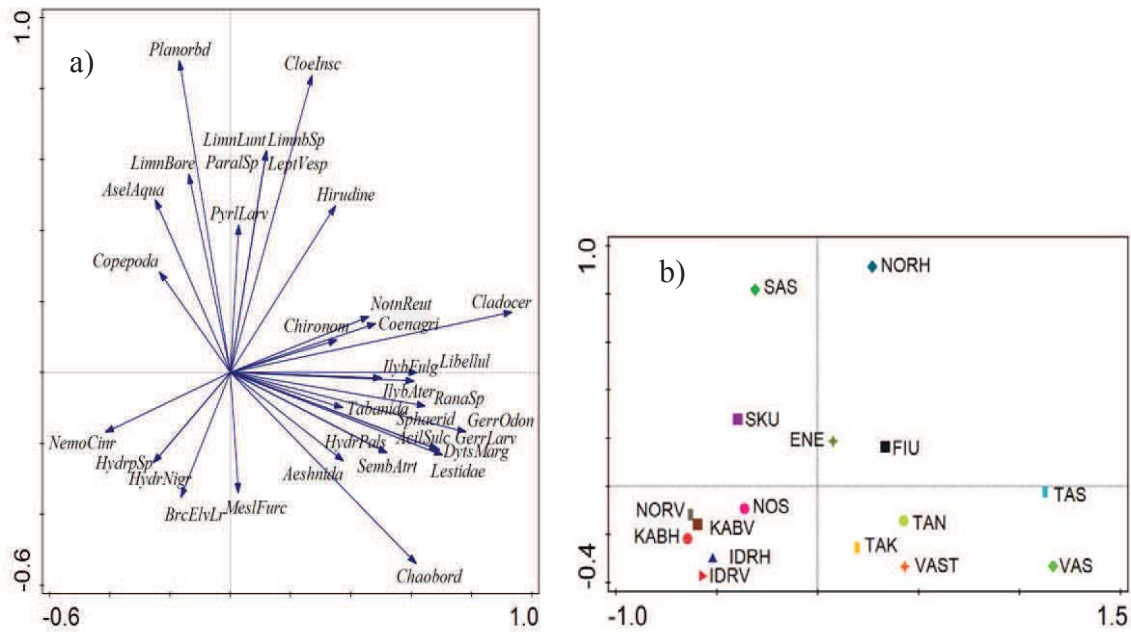 a)
1.0
-0.6
-0.6
1.0
Planorbd
CloeInsc
LimnLunt LimnbSp
ParalSp LeptVesp
LimnBore
AselAqua
Hirudine
PyrlLarv
Copepoda
NotnReut
Cladocer
Coenagri
Chironom
IlybFulg
Libellul
IlybAter
RanaSp
Tabanida
Sphaerid
GerrOdon
AcilSulc
GerrLarv
HydrPals
DytsMarg
NemoCinr
HydrpSp
SembAtrt
Lestidae
Aeshnida
HydrNigr
BrcElvLr
MeslFurc
Chaobord
b)
1.0
-0.4
-1.0
1.5
NORH
SAS
SKU
ENE
FIU
TAS
NORV
NOS
KABV
TAN
KABH
TAK
IDRH
VAST
VAS
IDRV